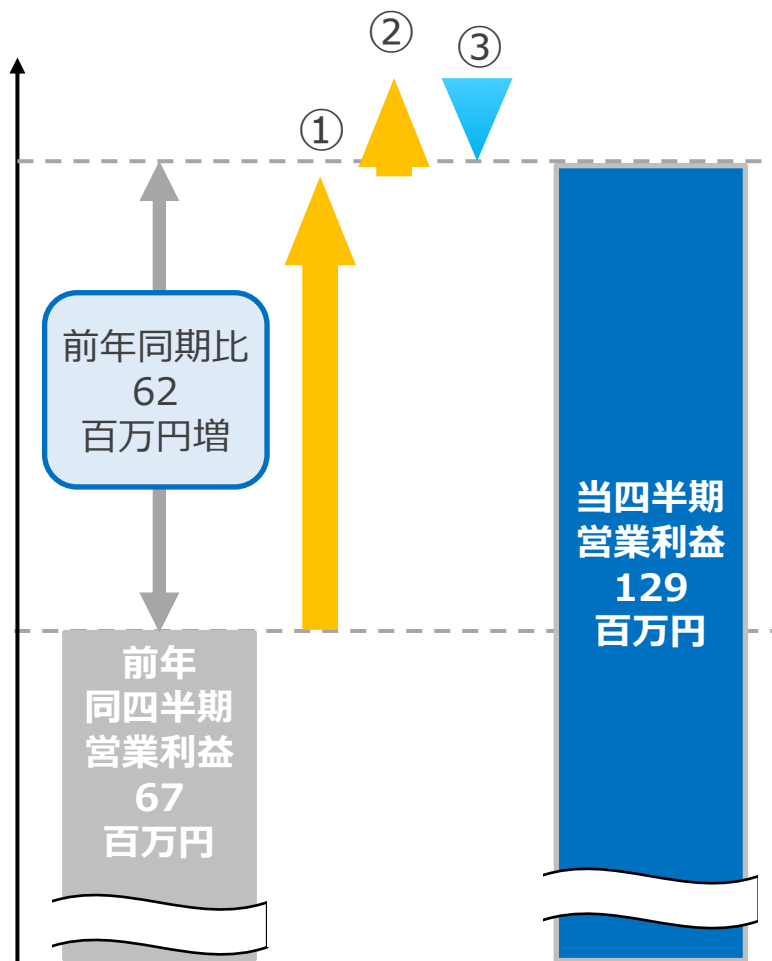 ②
③
①
前年同期比
62
百万円増
当四半期
営業利益
129
百万円
前年
同四半期
営業利益
67
百万円